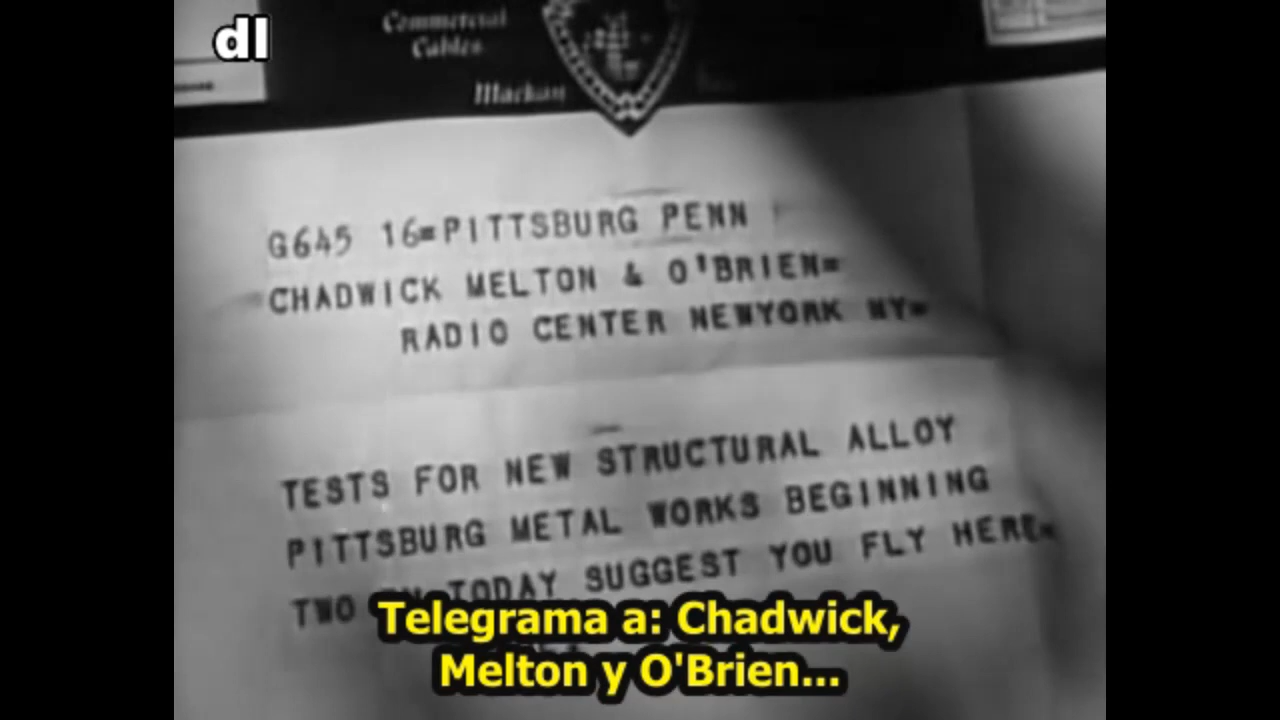 dl
Commercial
Cables
Mackay
G645 16=PITTSBURG PENN
CHADWICK MELTON & O'BRIEN=
RADIO CENTER NEWYORK NY=
TESTS FOR NEW STRUCTURAL ALLOY
PITTSBURG METAL WORKS BEGINNING
TWO TODAY SUGGEST YOU FLY HERE=
Telegrama a: Chadwick,
Melton y O'Brien...